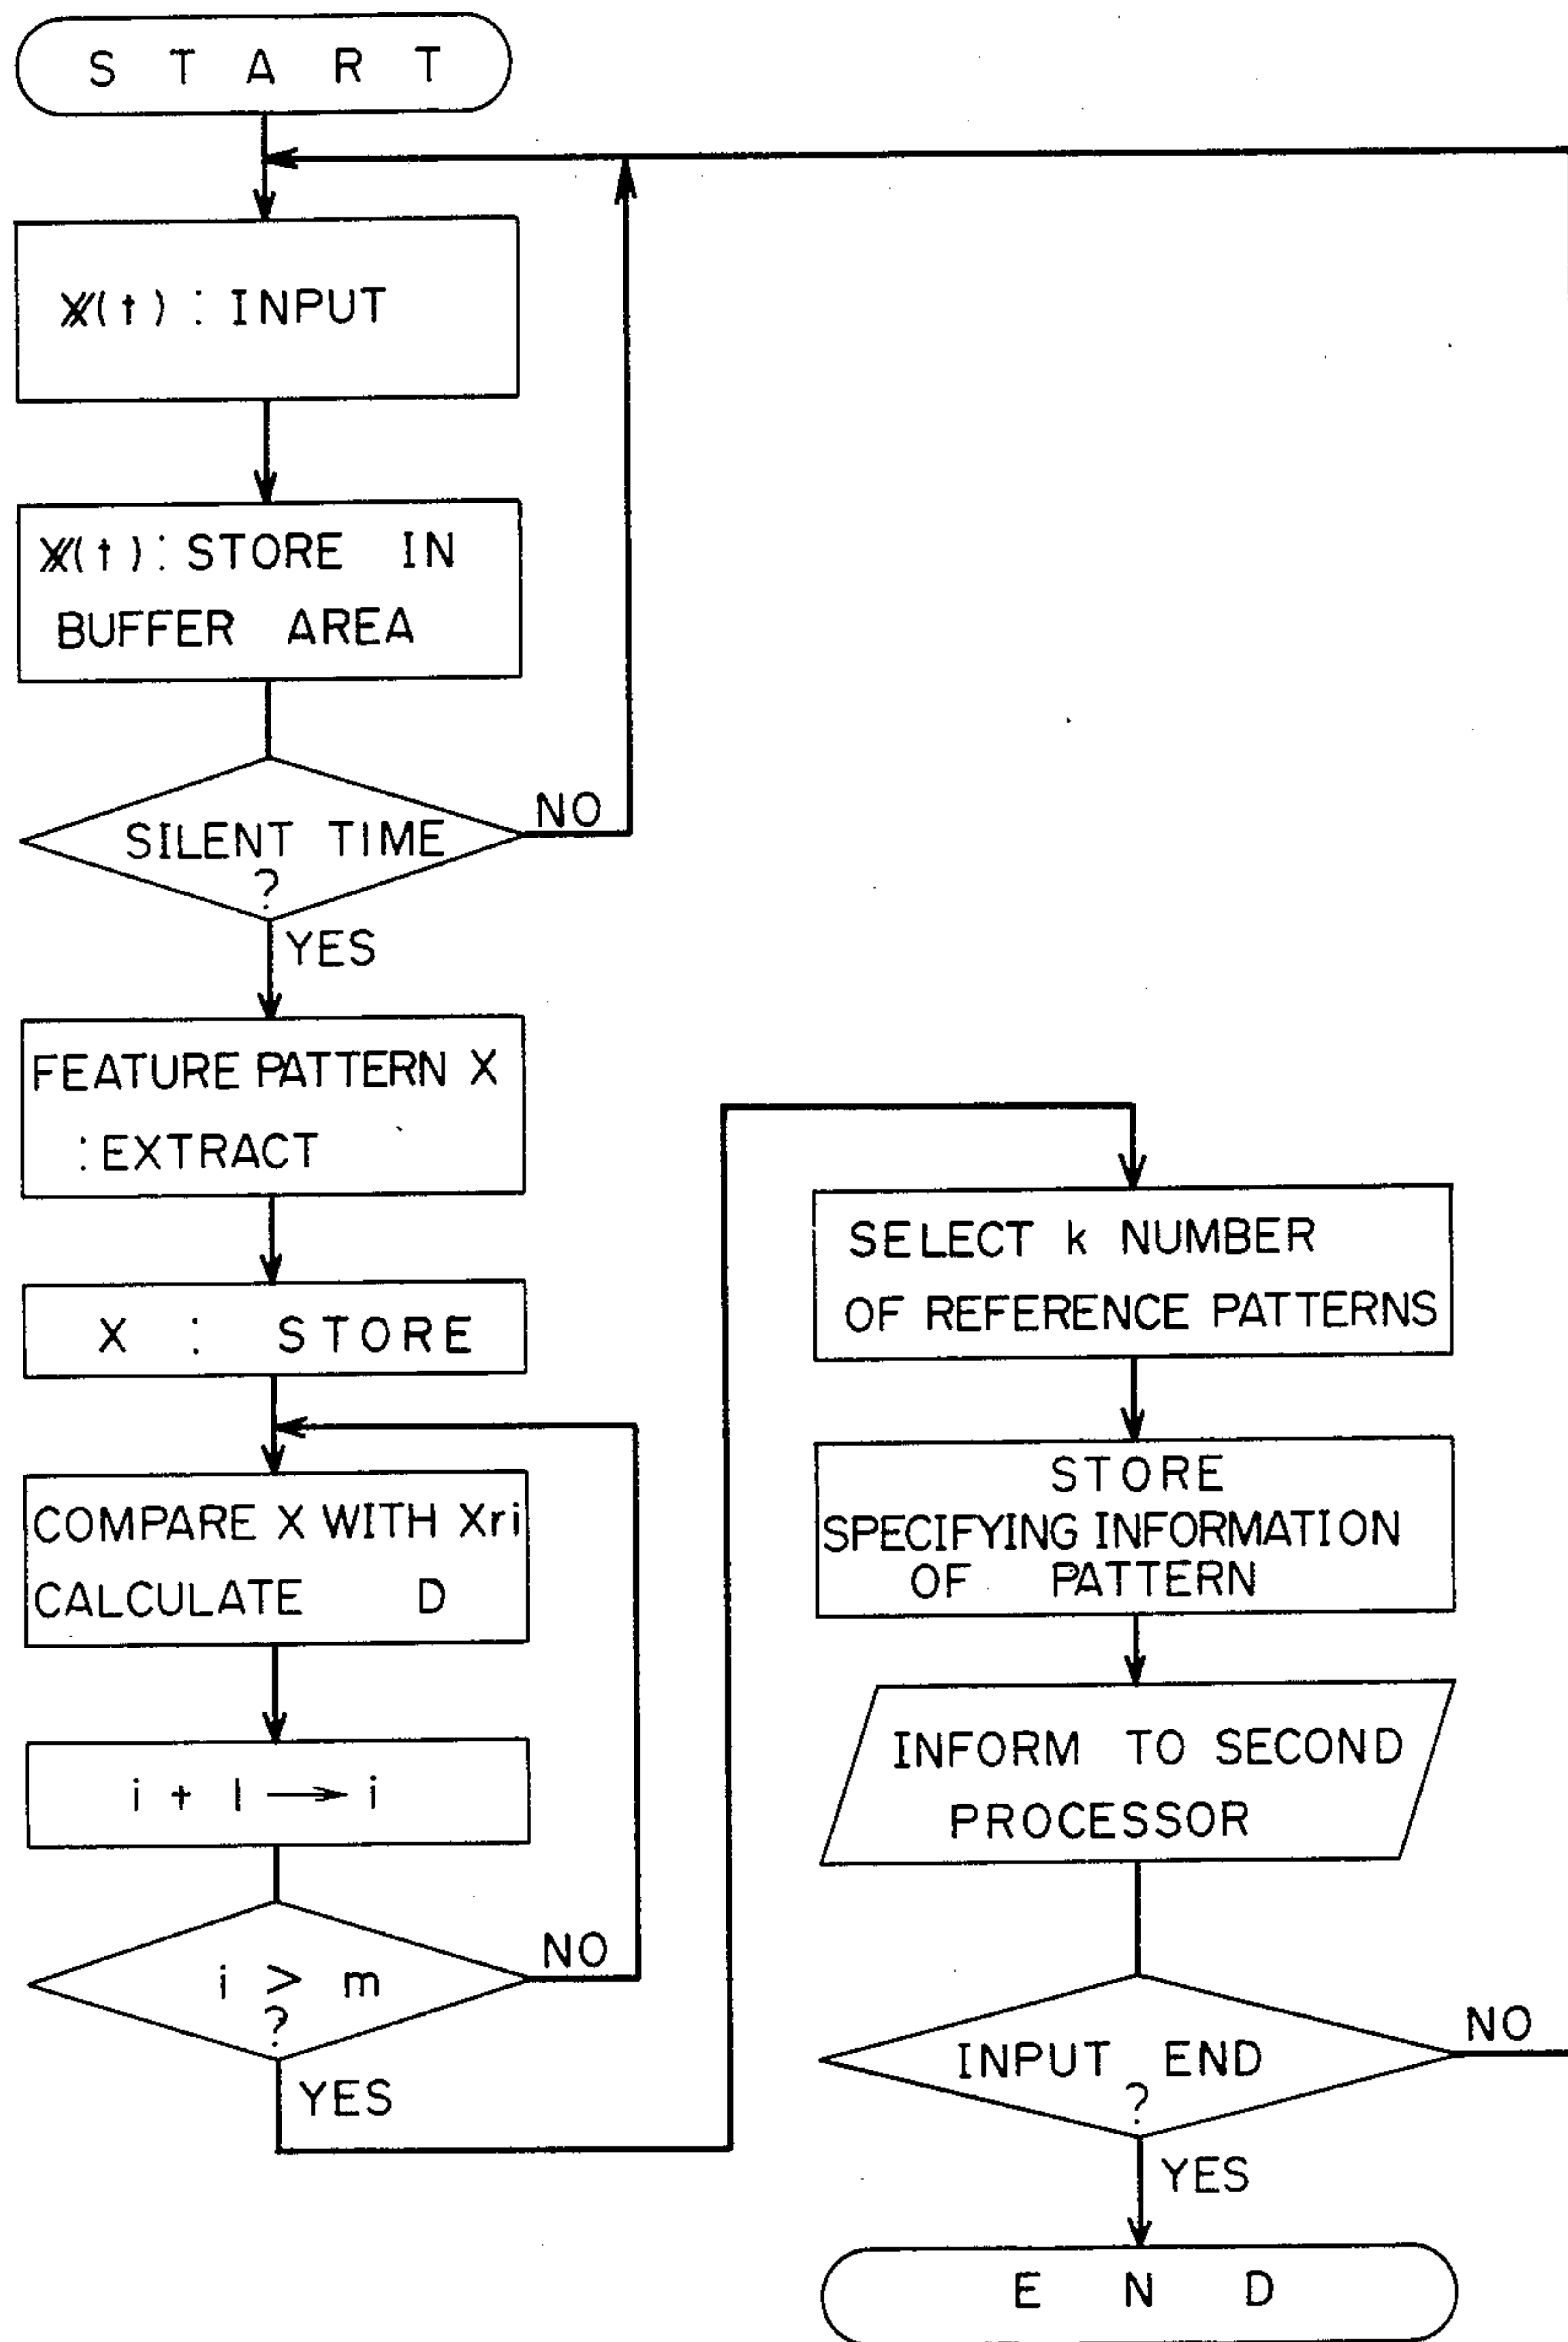 START
𝕏(t) : INPUT
𝕏(t) : STORE IN
BUFFER AREA
NO
SILENT TIME
?
YES
FEATURE PATTERN X
: EXTRACT
X : STORE
COMPARE X WITH Xri
CALCULATE D
i + 1 → i
NO
i > m
?
YES
SELECT k NUMBER
OF REFERENCE PATTERNS
STORE
SPECIFYING INFORMATION
OF PATTERN
INFORM TO SECOND
PROCESSOR
NO
INPUT END
?
YES
END